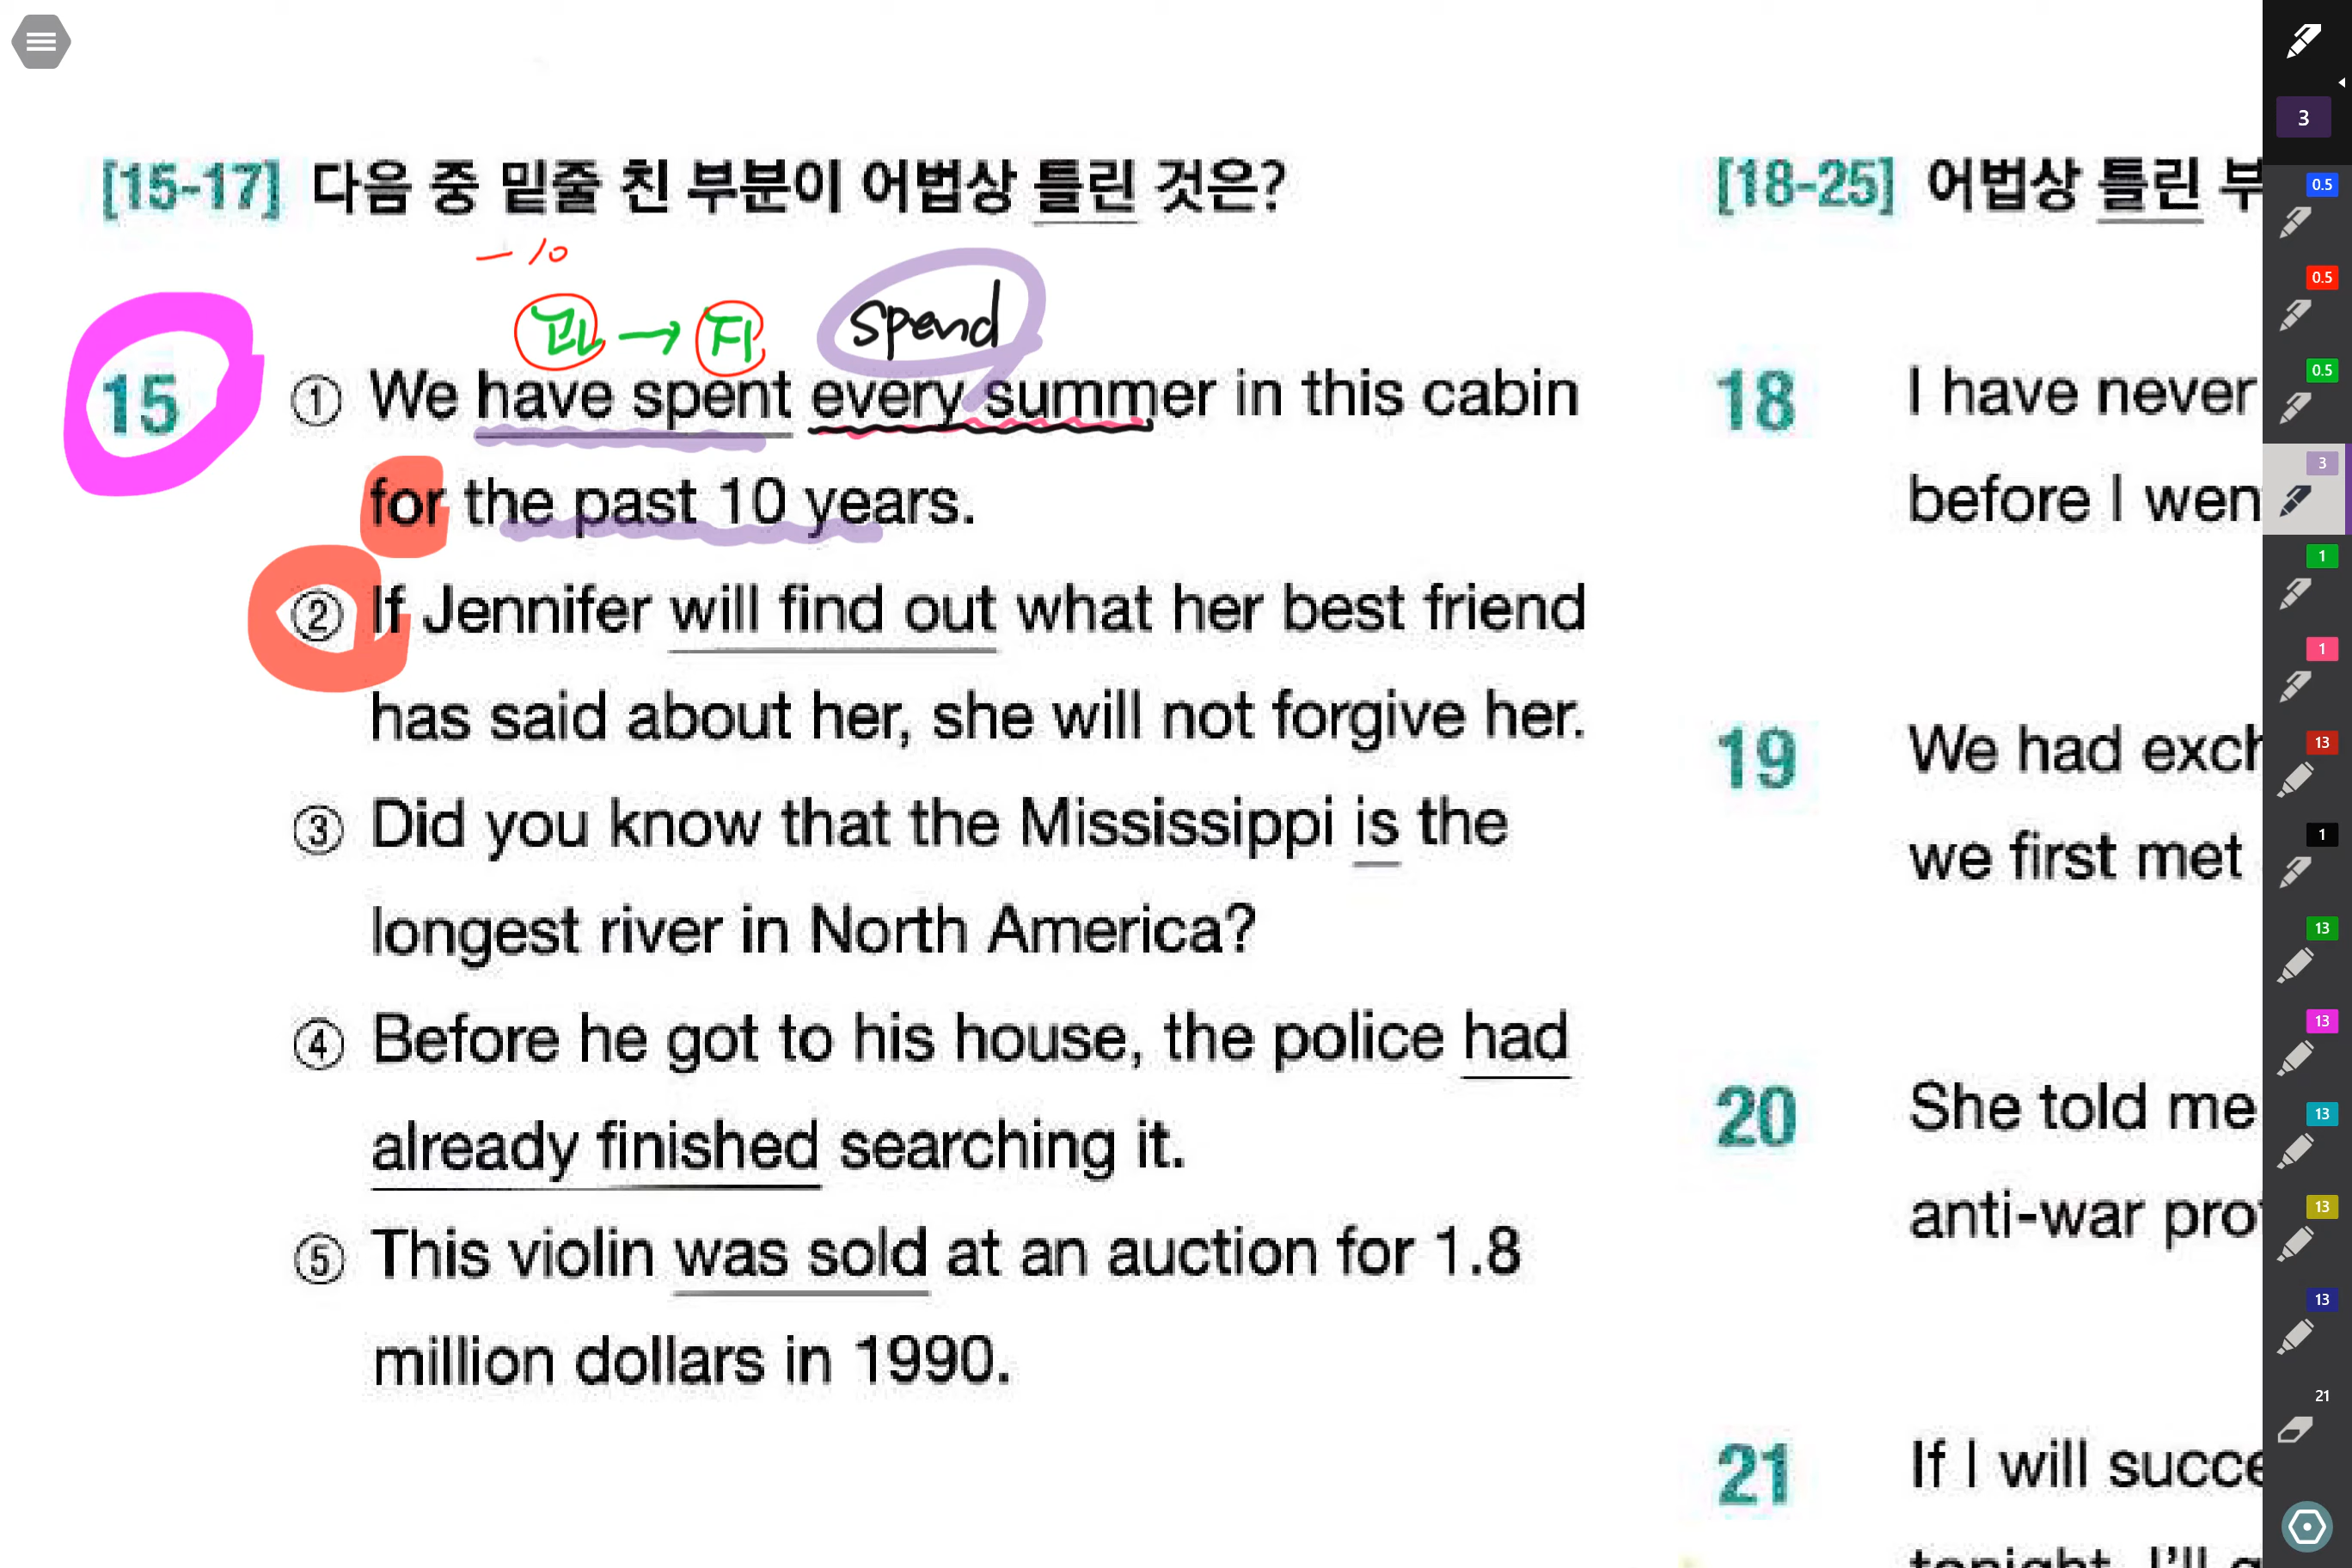 [15-17] 다음 중 밑줄 친 부분이 어법상 틀린 것은?
- 10
과 → 지
spend
15 ① We have spent every summer in this cabin
for the past 10 years.
② If Jennifer will find out what her best friend
has said about her, she will not forgive her.
③ Did you know that the Mississippi is the
longest river in North America?
④ Before he got to his house, the police had
already finished searching it.
⑤ This violin was sold at an auction for 1.8
million dollars in 1990.
[18-25] 어법상 틀린 부
18 I have never
before I wen
19 We had exch
we first met
20 She told me
anti-war pro
21 If I will succe
tonight, I'll g
3
0.5
0.5
0.5
3
1
1
13
1
13
13
13
13
13
21